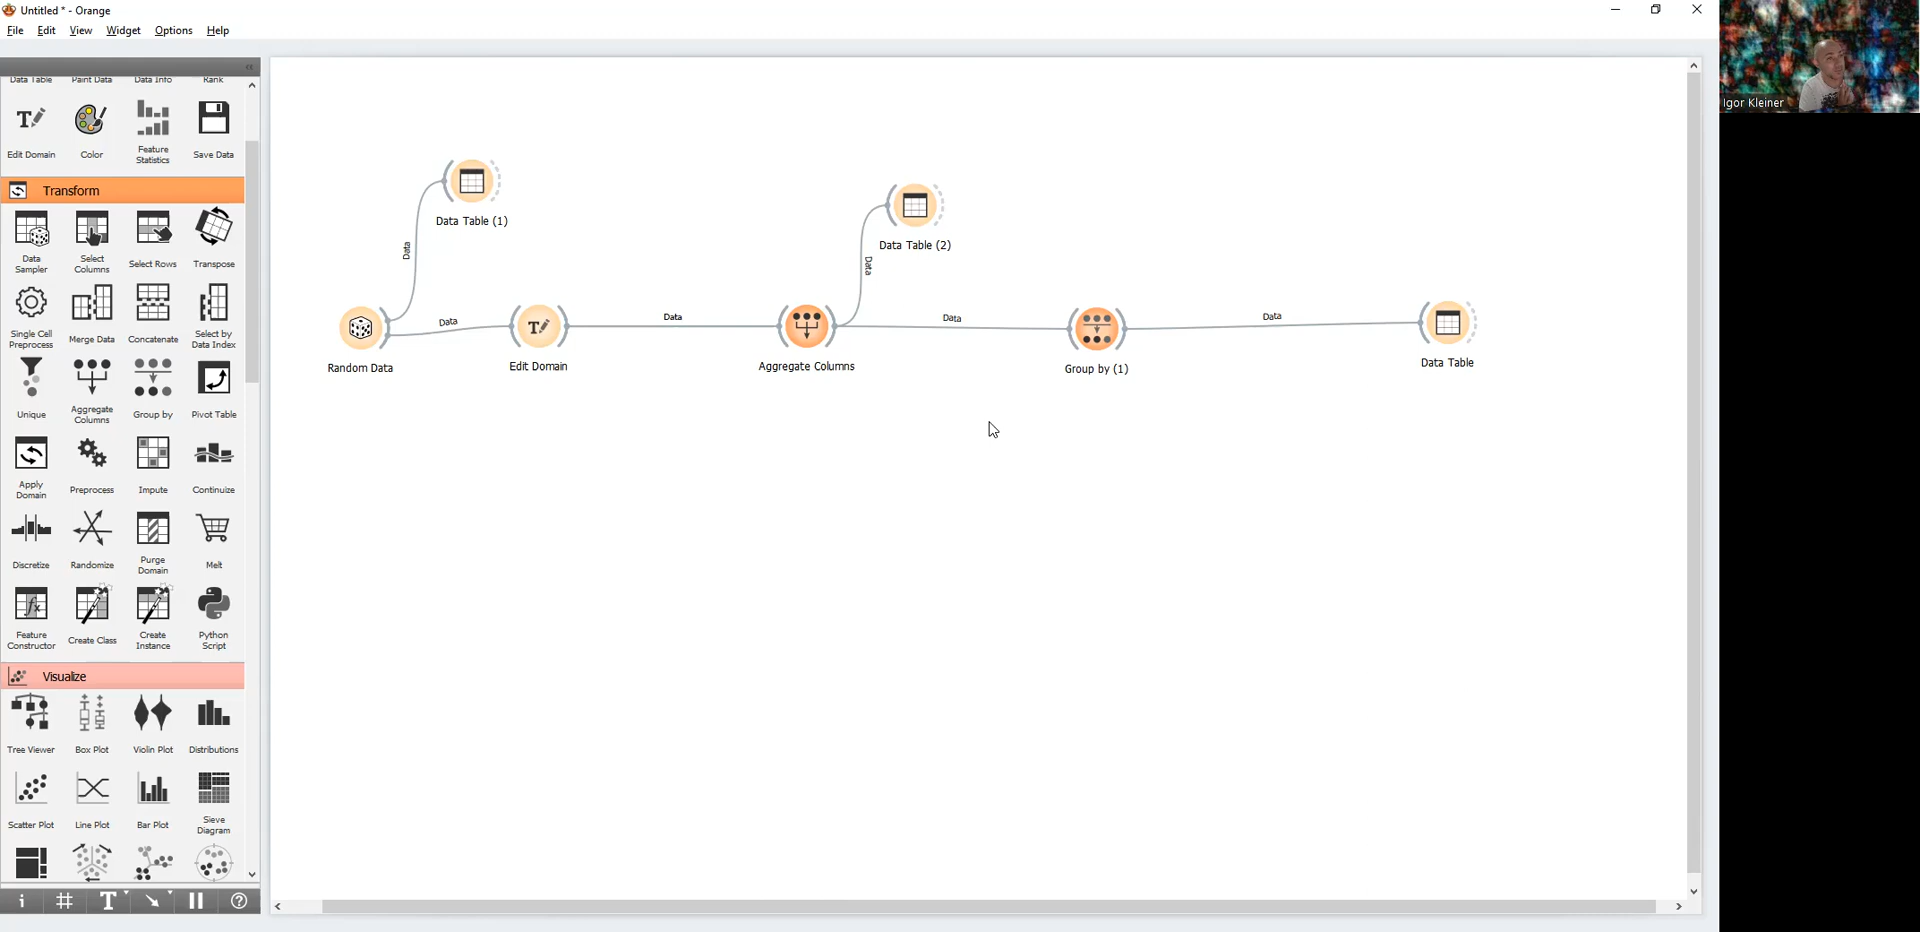 Untitled * - Orange
File Edit View Widget Options Help
Data Table Paint Data Data Info Rank
Edit Domain Color Feature Statistics Save Data
Transform
Data Sampler Select Columns Select Rows Transpose
Single Cell Preprocess Merge Data Concatenate Select by Data Index
Unique Aggregate Columns Group by Pivot Table
Apply Domain Preprocess Impute Continuize
Discretize Randomize Purge Domain Melt
Feature Constructor Create Class Create Instance Python Script
Visualize
Tree Viewer Box Plot Violin Plot Distributions
Scatter Plot Line Plot Bar Plot Sieve Diagram
Data Table (1)
Data
Data Table (2)
Data
Data
Data
Data
Data
Random Data
Edit Domain
Aggregate Columns
Group by (1)
Data Table
Igor Kleiner